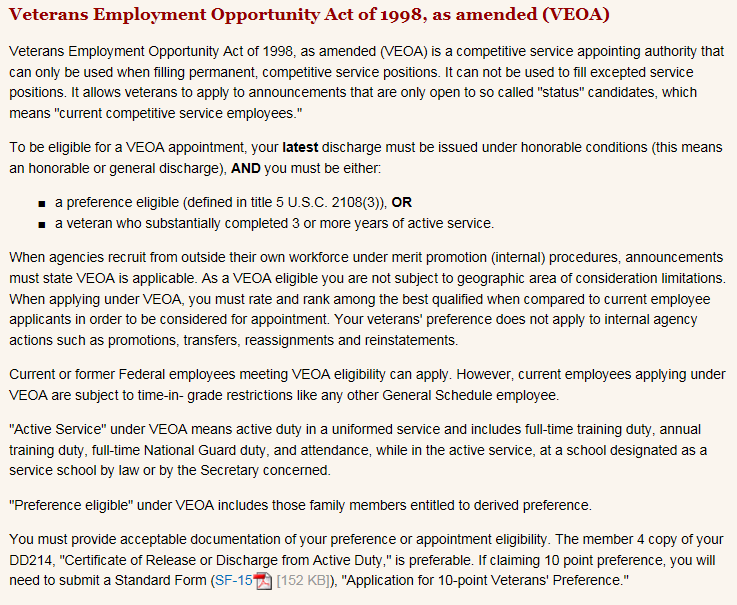 Veterans Employment Opportunity Act of 1998, as amended (VEOA)
Veterans Employment Opportunity Act of 1998, as amended (VEOA) is a competitive service appointing authority that
can only be used when filling permanent, competitive service positions. It can not be used to fill excepted service
positions. It allows veterans to apply to announcements that are only open to so called "status" candidates, which
means "current competitive service employees."
To be eligible for a VEOA appointment, your latest discharge must be issued under honorable conditions (this means
an honorable or general discharge), AND you must be either:
■ a preference eligible (defined in title 5 U.S.C. 2108(3)), OR
■ a veteran who substantially completed 3 or more years of active service.
When agencies recruit from outside their own workforce under merit promotion (internal) procedures, announcements
must state VEOA is applicable. As a VEOA eligible you are not subject to geographic area of consideration limitations.
When applying under VEOA, you must rate and rank among the best qualified when compared to current employee
applicants in order to be considered for appointment. Your veterans' preference does not apply to internal agency
actions such as promotions, transfers, reassignments and reinstatements.
Current or former Federal employees meeting VEOA eligibility can apply. However, current employees applying under
VEOA are subject to time-in- grade restrictions like any other General Schedule employee.
"Active Service" under VEOA means active duty in a uniformed service and includes full-time training duty, annual
training duty, full-time National Guard duty, and attendance, while in the active service, at a school designated as a
service school by law or by the Secretary concerned.
"Preference eligible" under VEOA includes those family members entitled to derived preference.
You must provide acceptable documentation of your preference or appointment eligibility. The member 4 copy of your
DD214, "Certificate of Release or Discharge from Active Duty," is preferable. If claiming 10 point preference, you will
need to submit a Standard Form (SF-15 [152 KB]), "Application for 10-point Veterans' Preference."